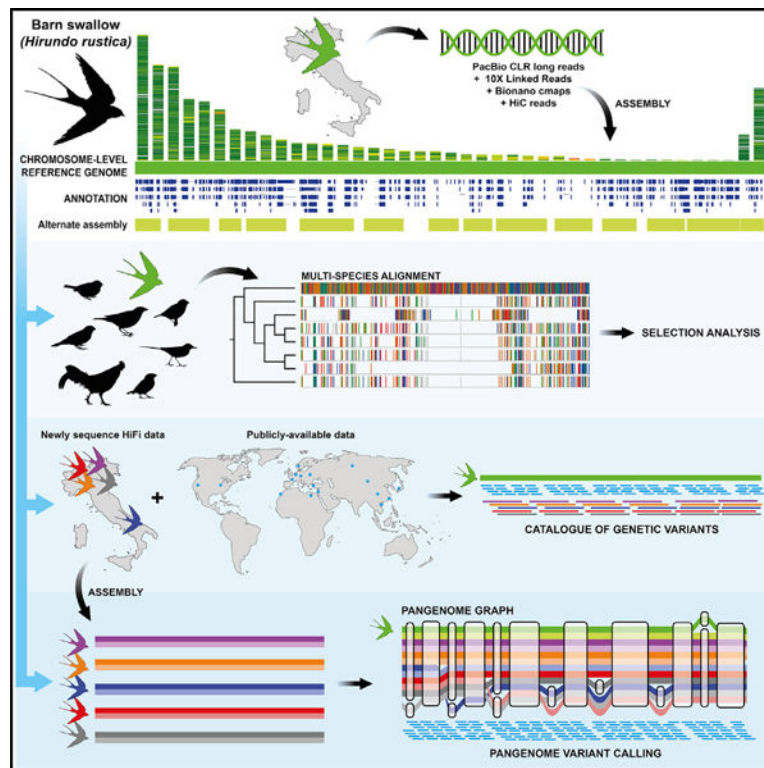 Barn swallow
(Hirundo rustica)
PacBio CLR long reads
+ 10X Linked Reads
+ Bionano cmaps
+ HiC reads
ASSEMBLY
CHROMOSOME-LEVEL
REFERENCE GENOME
ANNOTATION
Alternate assembly
MULTI-SPECIES ALIGNMENT
SELECTION ANALYSIS
Newly sequence HiFi data
Publicly-available data
+
CATALOGUE OF GENETIC VARIANTS
ASSEMBLY
PANGENOME GRAPH
PANGENOME VARIANT CALLING